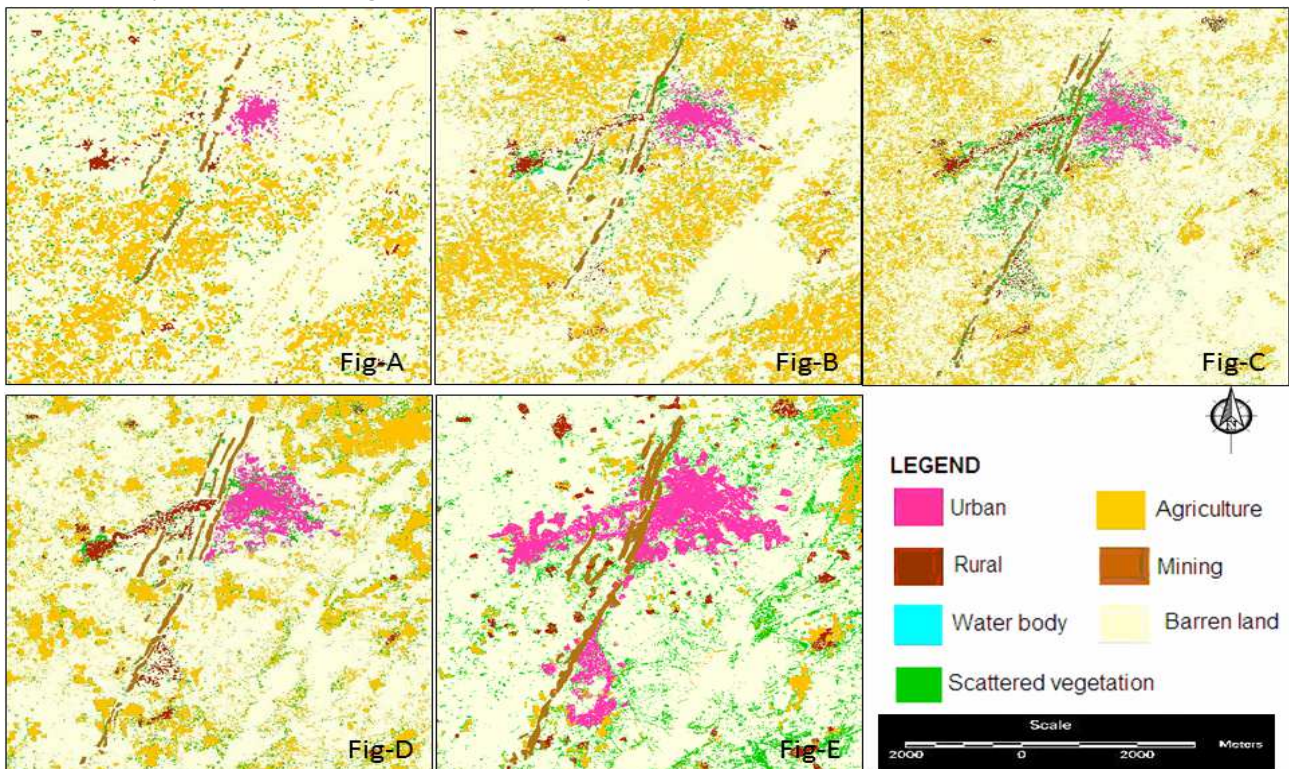 Fig-A
Fig-B
Fig-C
Fig-D
Fig-E
N
LEGEND
Urban
Agriculture
Rural
Mining
Water body
Barren land
Scattered vegetation
Scale
2000 0 2000 Meters